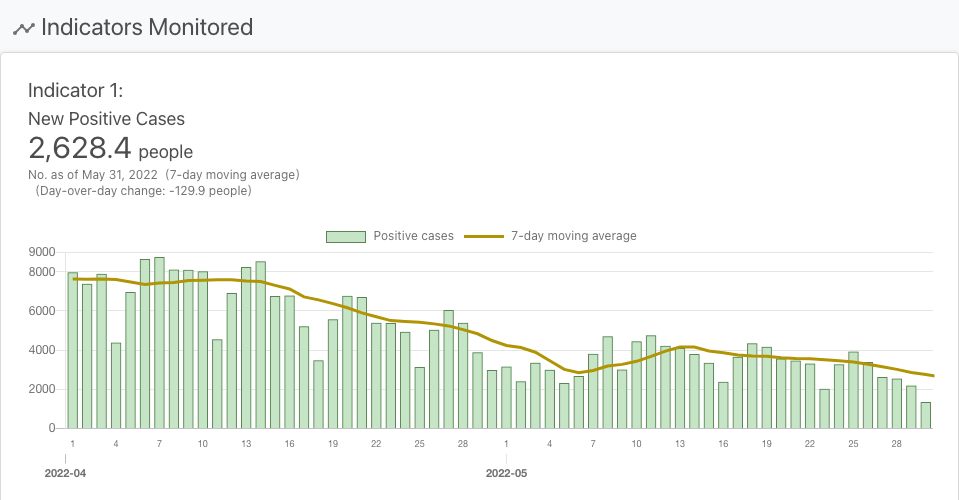 Indicators Monitored
Indicator 1:
New Positive Cases
2,628.4 people
No. as of May 31, 2022 (7-day moving average)
(Day-over-day change: -129.9 people)
Positive cases 7-day moving average
9000
8000
6000
4000
2000
0
1 4 7 10 13 16 19 22 25 28 1 4 7 10 13 16 19 22 25 28
2022-04 2022-05